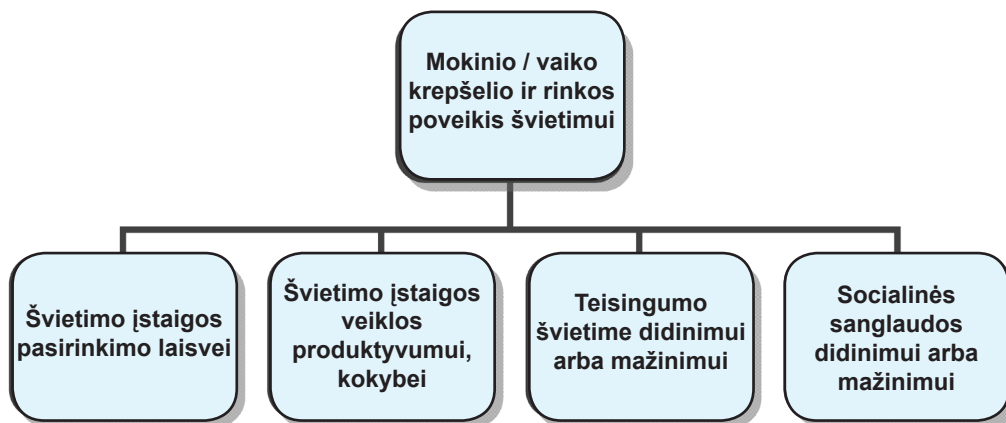 Mokinio / vaiko
krepšelio ir rinkos
poveikis švietimui
Švietimo įstaigos
pasirinkimo laisvei
Švietimo įstaigos
veiklos
produktyvumui,
kokybei
Teisingumo
švietime didinimui
arba mažinimui
Socialinės
sanglaudos
didinimui arba
mažinimui